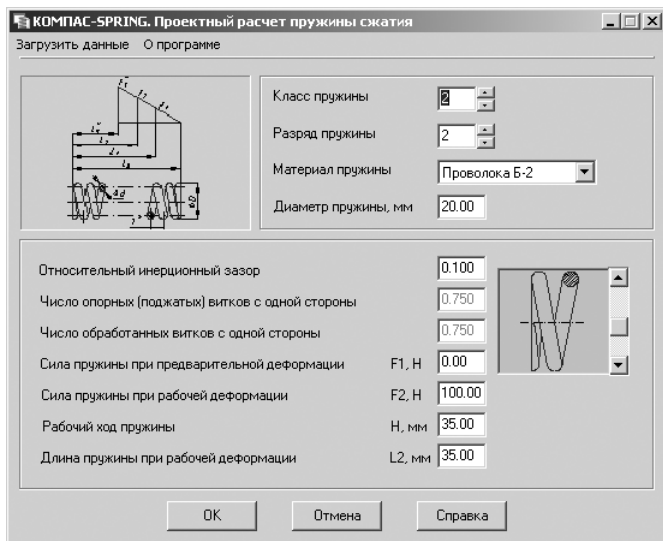 КОМПАС-SPRING. Проектный расчет пружины сжатия
Загрузить данные О программе
Класс пружины 2
Разряд пружины 2
Материал пружины Проволока Б-2
Диаметр пружины, мм 20.00
Относительный инерционный зазор 0.100
Число опорных (поджатых) витков с одной стороны 0.750
Число обработанных витков с одной стороны 0.750
Сила пружины при предварительной деформации F1, Н 0.00
Сила пружины при рабочей деформации F2, Н 100.00
Рабочий ход пружины H, мм 35.00
Длина пружины при рабочей деформации L2, мм 35.00
OK Отмена Справка